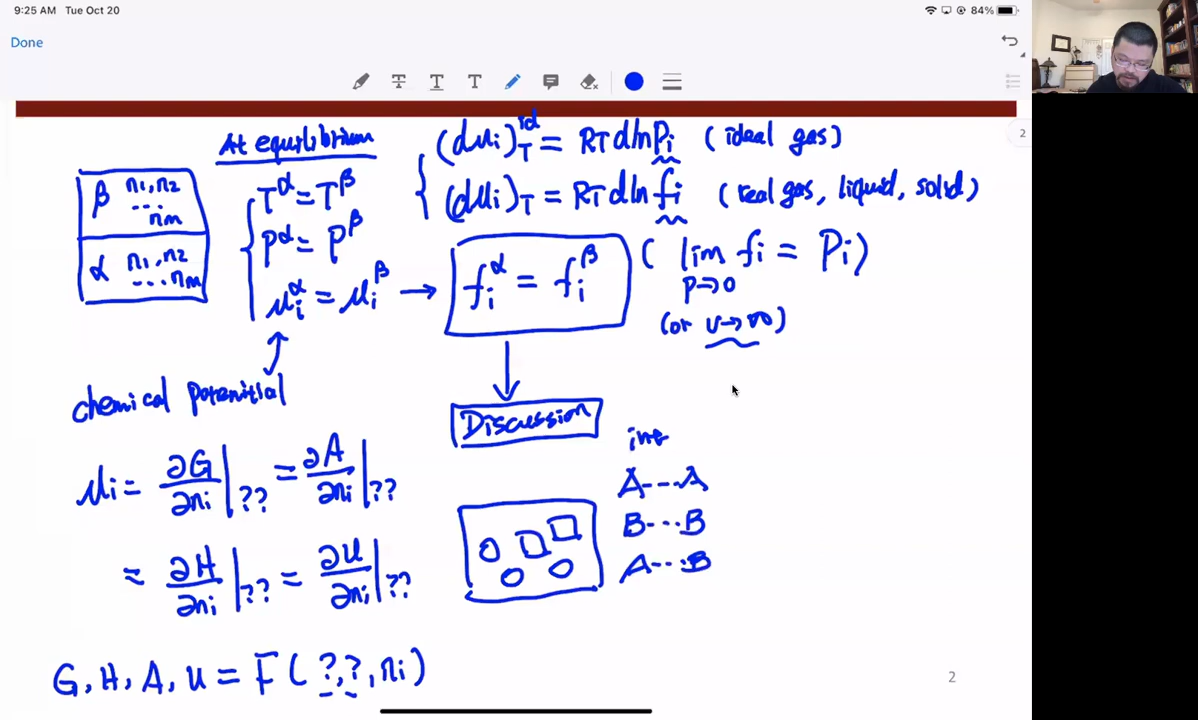 9:25 AM Tue Oct 20
84%
Done
2
At equilibrium
β n1,n2
... nm
α n1,n2
... nm
T^α = T^β
P^α = P^β
μi^α = μi^β → fi^α = fi^β
(dμi)T^id = RT dln Pi (ideal gas)
(dμi)T = RT dln fi (real gas, liquid, solid)
( lim fi = Pi )
P→0
(or v→∞)
chemical potential
Discussion
μi = ∂G/∂ni |?? = ∂A/∂ni |??
= ∂H/∂ni |?? = ∂U/∂ni |??
G, H, A, U = F ( ?, ?, ni )
int
A---A
B---B
A---B
2